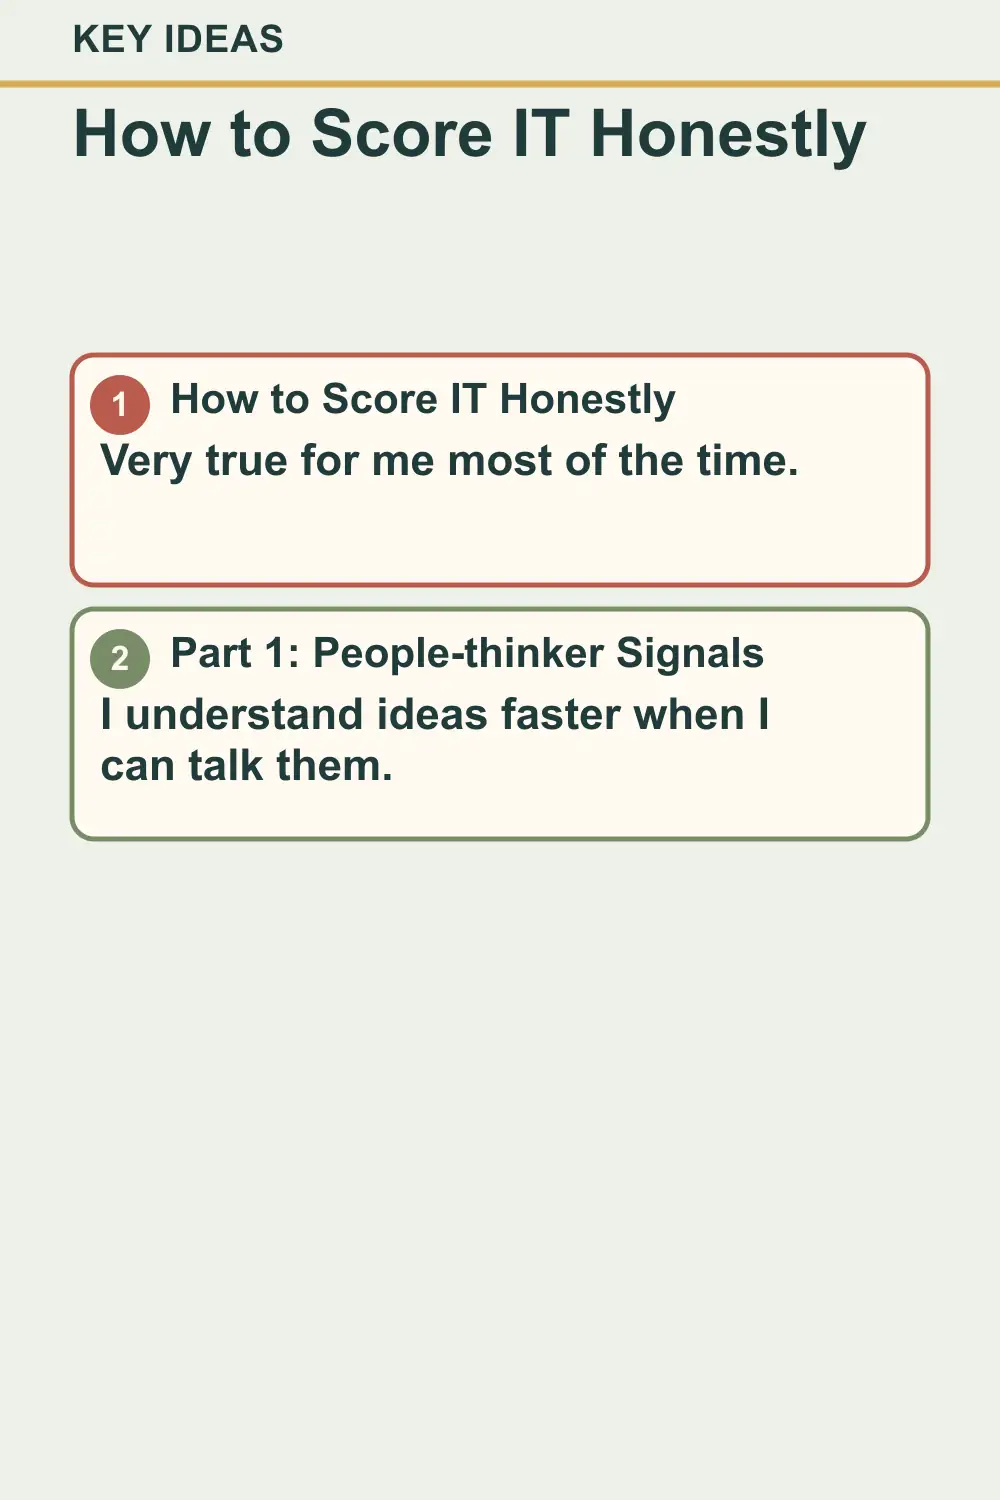 KEY IDEAS
How to Score IT Honestly
1 How to Score IT Honestly
Very true for me most of the time.
2 Part 1: People-thinker Signals
I understand ideas faster when I
can talk them.